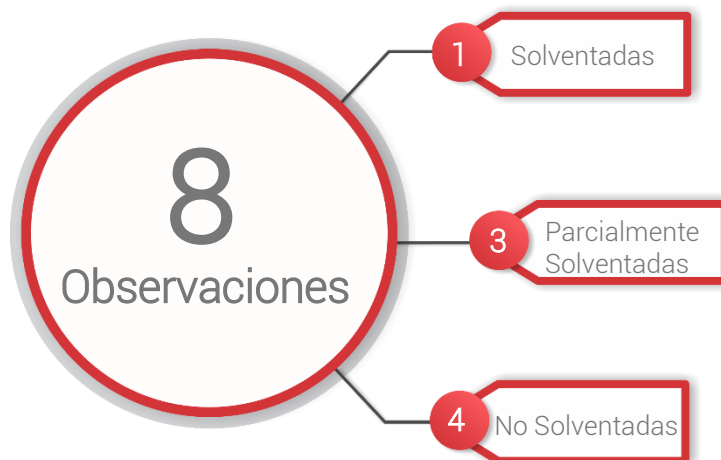 8
Observaciones
1
Solventadas
3
Parcialmente
Solventadas
4
No Solventadas